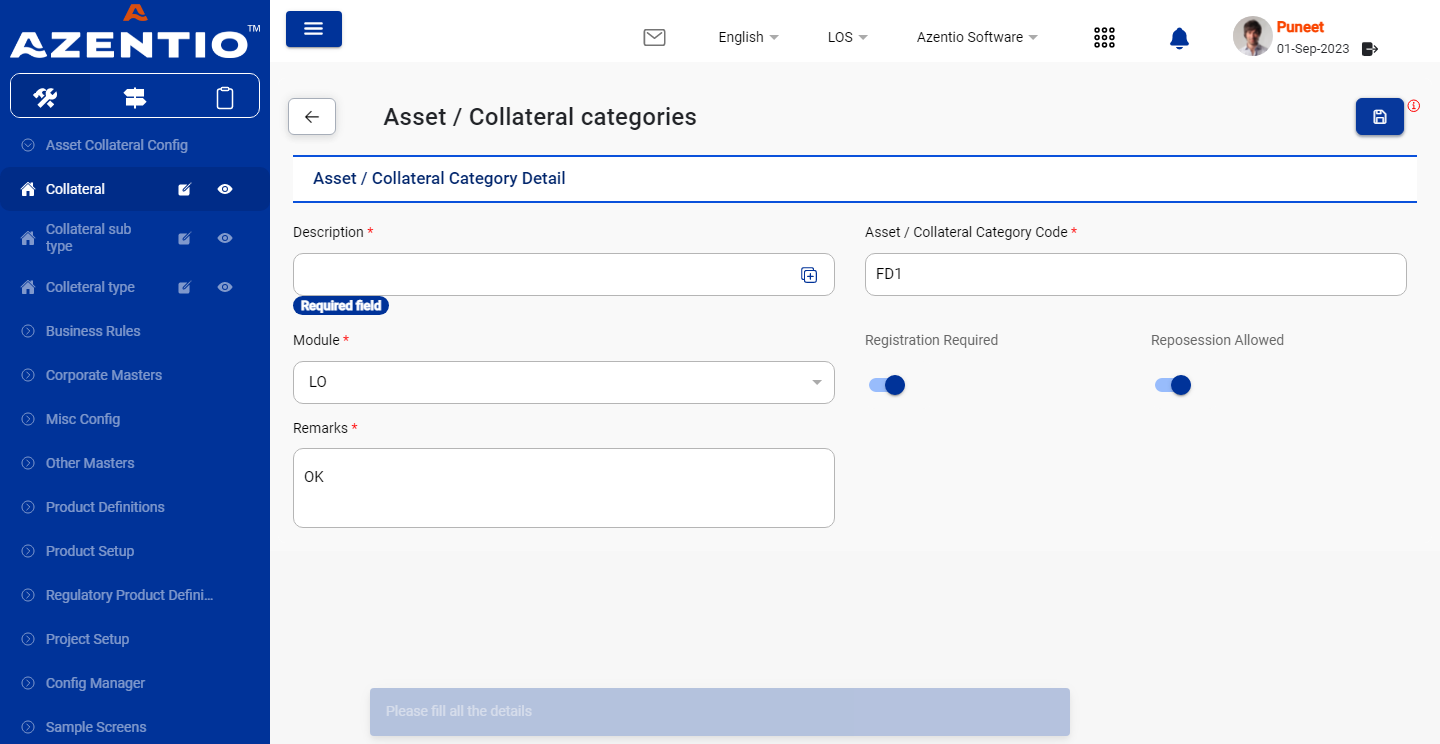 AZENTIO TM
English
LOS
Azentio Software
Puneet
01-Sep-2023
Asset Collateral Config
Collateral
Collateral sub
type
Colleteral type
Business Rules
Corporate Masters
Misc Config
Other Masters
Product Definitions
Product Setup
Regulatory Product Defini...
Project Setup
Config Manager
Sample Screens
Asset / Collateral categories
Asset / Collateral Category Detail
Description *
Asset / Collateral Category Code *
FD1
Required field
Module *
Registration Required
Reposession Allowed
LO
Remarks *
OK
Please fill all the details